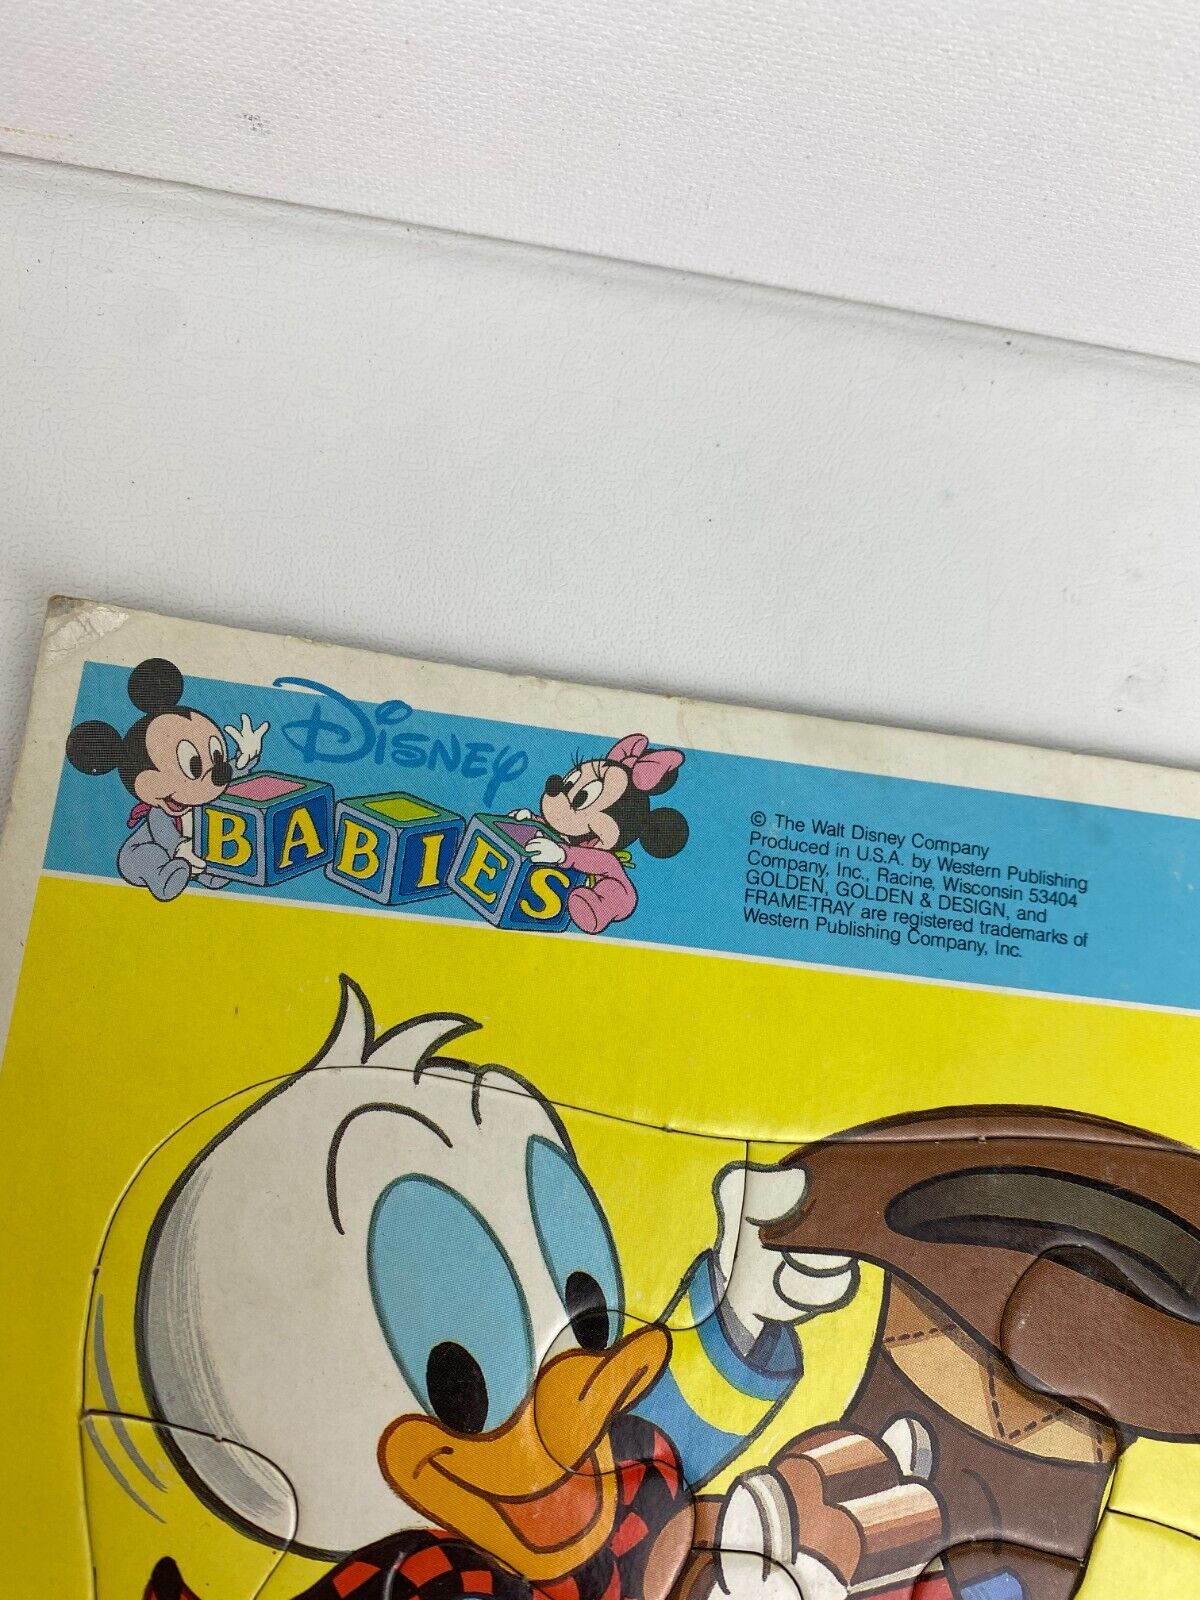 Disney
BABIES
© The Walt Disney Company
Produced in U.S.A. by Western Publishing
Company, Inc., Racine, Wisconsin 53404
GOLDEN, GOLDEN & DESIGN, and
FRAME-TRAY are registered trademarks of
Western Publishing Company, Inc.